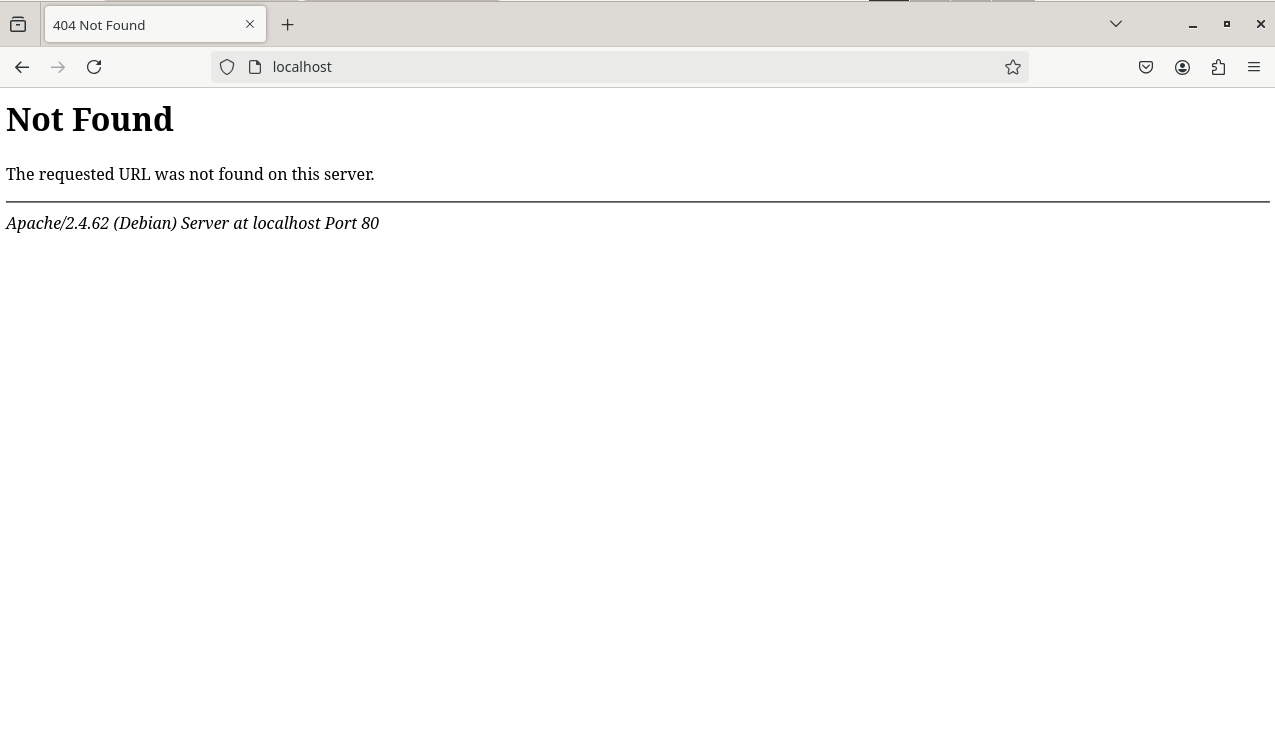 404 Not Found
localhost
Not Found
The requested URL was not found on this server.
Apache/2.4.62 (Debian) Server at localhost Port 80